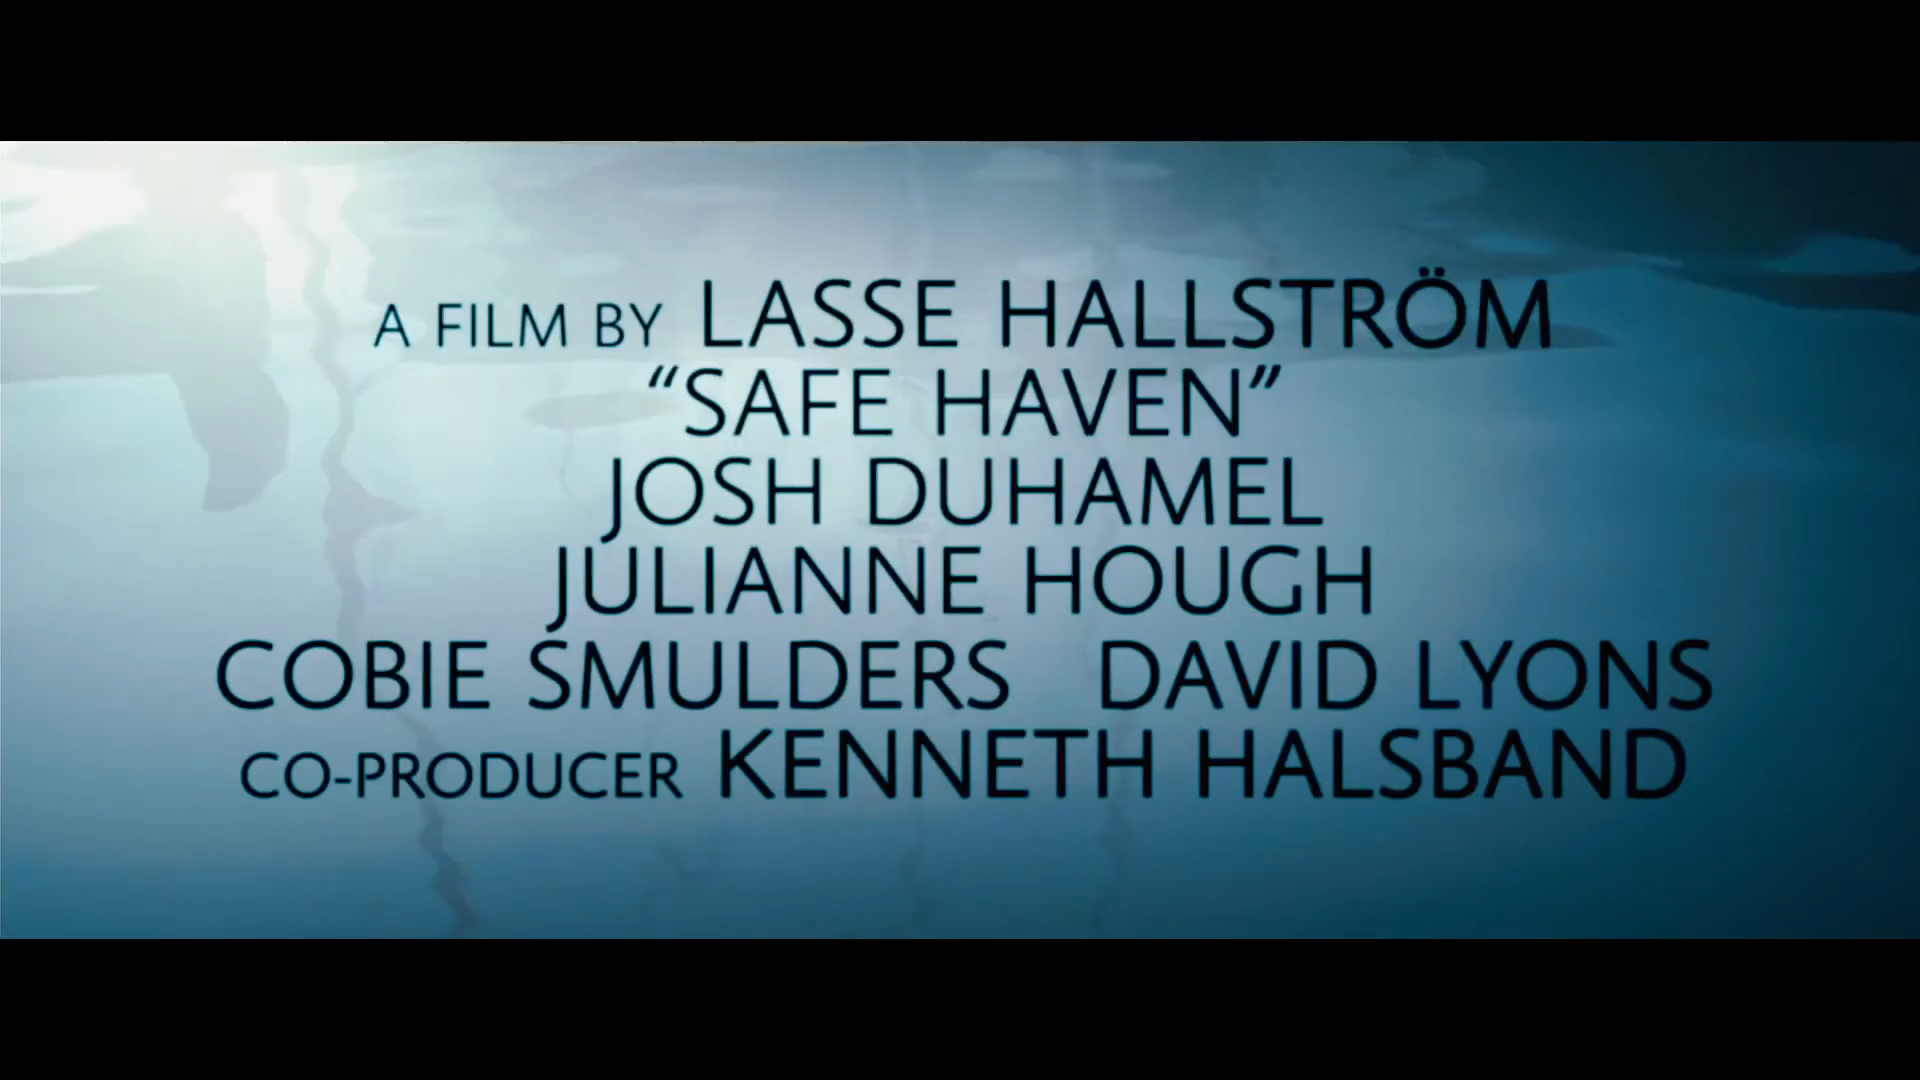 A FILM BY LASSE HALLSTRÖM
“SAFE HAVEN”
JOSH DUHAMEL
JULIANNE HOUGH
COBIE SMULDERS DAVID LYONS
CO-PRODUCER KENNETH HALSBAND